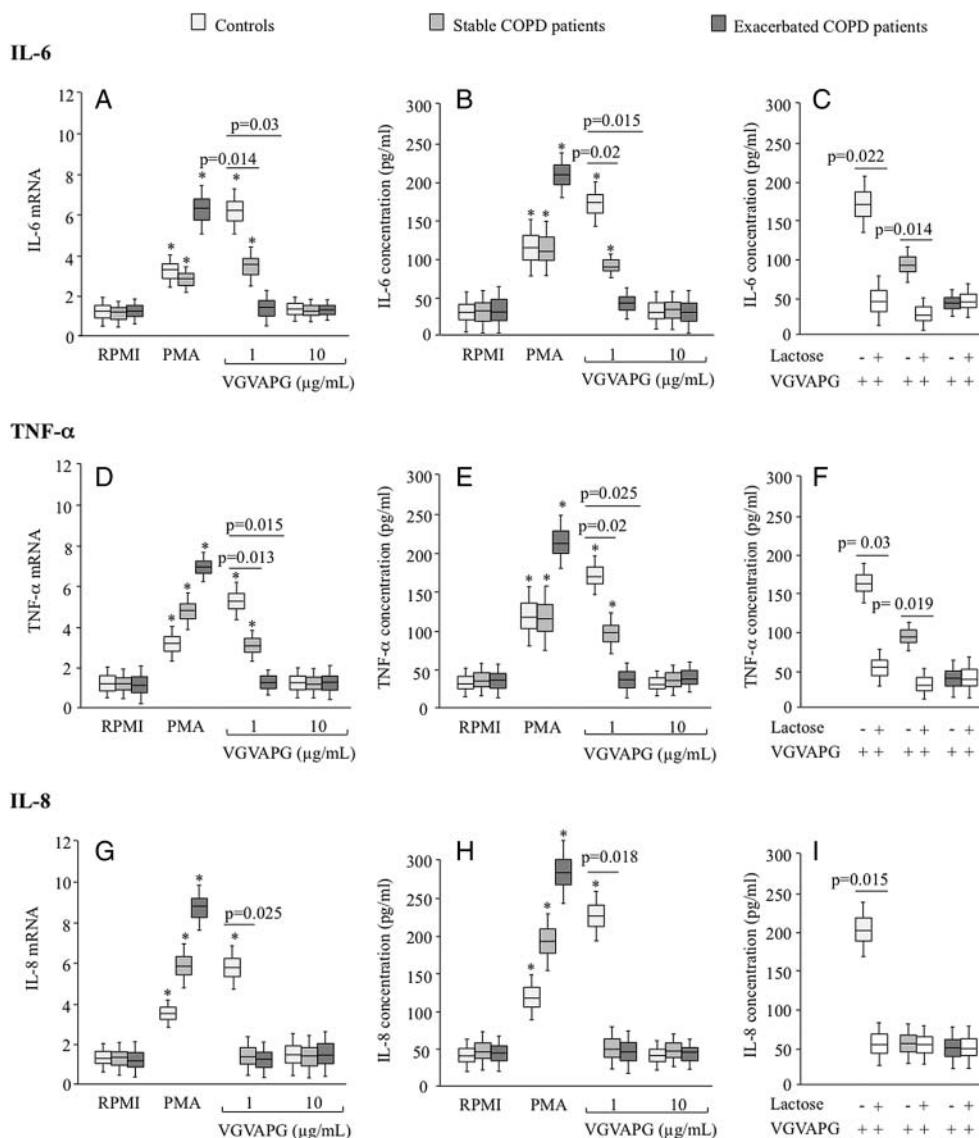 Controls Stable COPD patients Exacerbated COPD patients
IL-6
A
IL-6 mRNA
12
10
8
6
4
2
0
p=0.03
p=0.014
* * * * *
RPMI PMA 1 10
VGVAPG (µg/mL)
B
IL-6 concentration (pg/ml)
300
250
200
150
100
50
0
p=0.015
p=0.02
* * * * *
RPMI PMA 1 10
VGVAPG (µg/mL)
C
IL-6 concentration (pg/ml)
300
250
200
150
100
50
0
p=0.022
p=0.014
Lactose - + - + - +
VGVAPG + + + + + +
TNF-α
D
TNF-α mRNA
12
10
8
6
4
2
0
p=0.015
p=0.013
* * * * *
RPMI PMA 1 10
VGVAPG (µg/mL)
E
TNF-α concentration (pg/ml)
300
250
200
150
100
50
0
p=0.025
p=0.02
* * * * *
RPMI PMA 1 10
VGVAPG (µg/mL)
F
TNF-α concentration (pg/ml)
300
250
200
150
100
50
0
p= 0.03
p= 0.019
Lactose - + - + - +
VGVAPG + + + + + +
IL-8
G
IL-8 mRNA
12
10
8
6
4
2
0
p=0.025
* * * *
RPMI PMA 1 10
VGVAPG (µg/mL)
H
IL-8 concentration (pg/ml)
300
250
200
150
100
50
0
p=0.018
* * * *
RPMI PMA 1 10
VGVAPG (µg/mL)
I
IL-8 concentration (pg/ml)
300
250
200
150
100
50
0
p=0.015
Lactose - + - + - +
VGVAPG + + + + + +